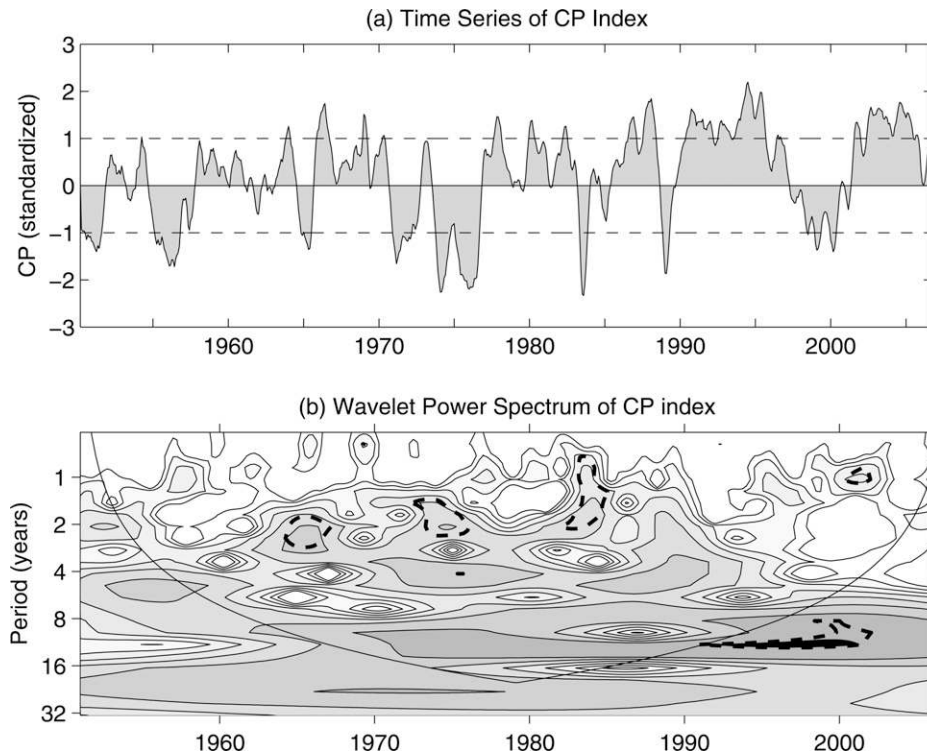 (a) Time Series of CP Index
3
2
1
0
-1
-2
-3
CP (standardized)
1960 1970 1980 1990 2000
(b) Wavelet Power Spectrum of CP index
1
2
4
8
16
32
Period (years)
1960 1970 1980 1990 2000